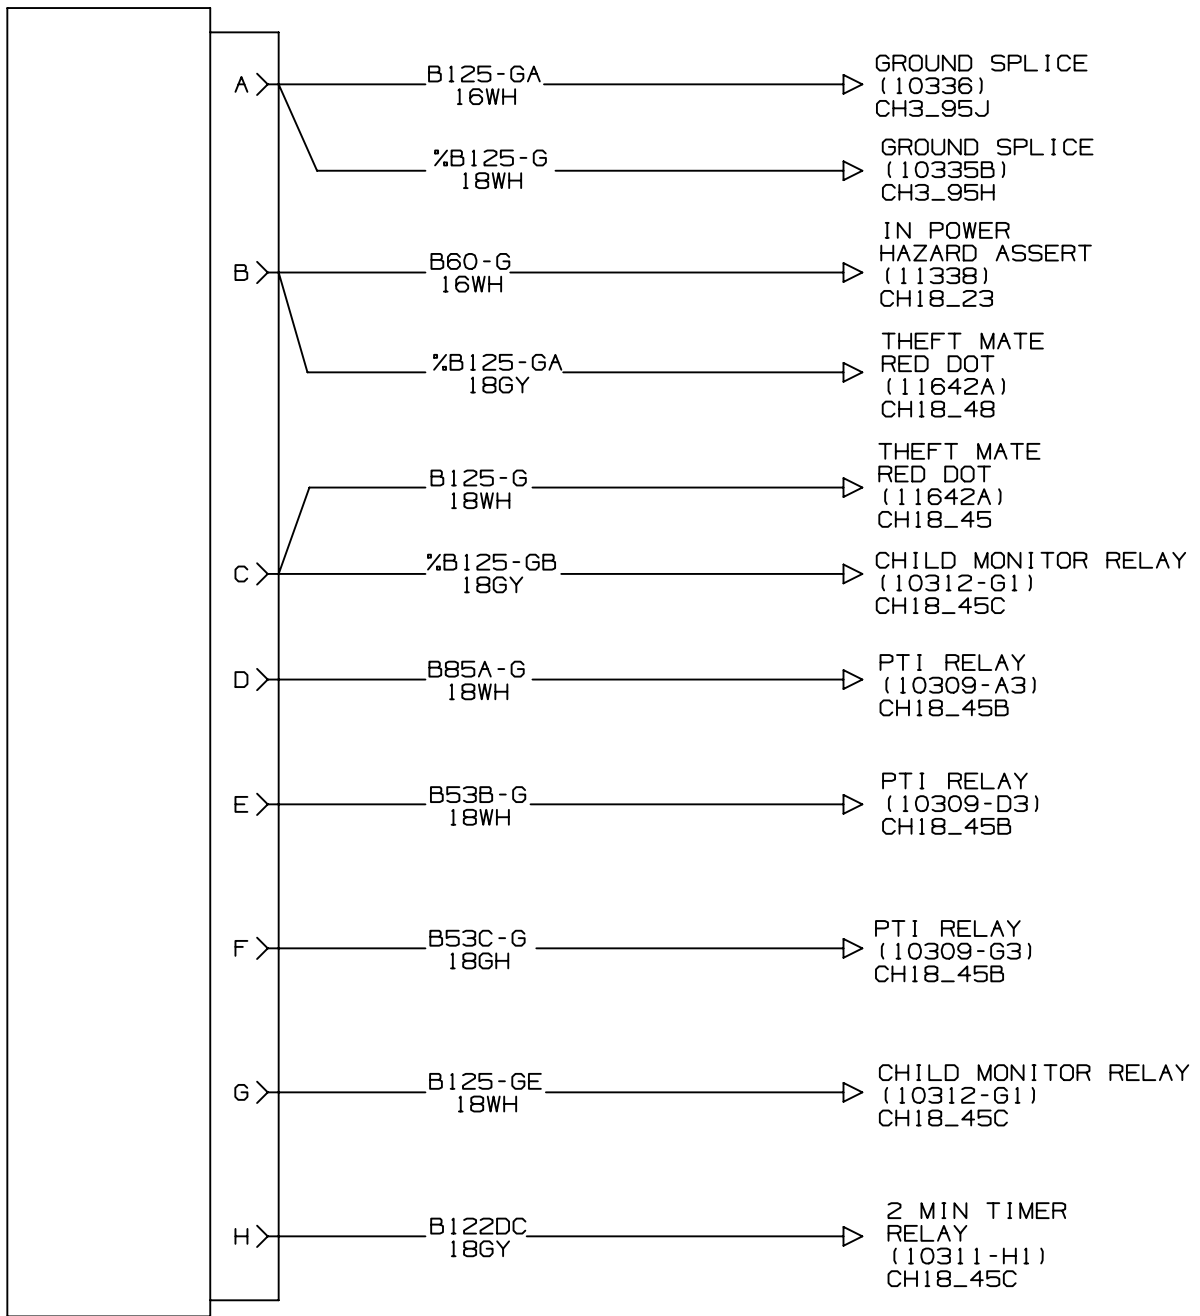 A
B125-GA
16WH
GROUND SPLICE
(10336)
CH3_95J
%B125-G
18WH
GROUND SPLICE
(10335B)
CH3_95H
B
B60-G
16WH
IN POWER
HAZARD ASSERT
(11338)
CH18_23
%B125-GA
18GY
THEFT MATE
RED DOT
(11642A)
CH18_48
B125-G
18WH
THEFT MATE
RED DOT
(11642A)
CH18_45
C
%B125-GB
18GY
CHILD MONITOR RELAY
(10312-G1)
CH18_45C
D
B85A-G
18WH
PTI RELAY
(10309-A3)
CH18_45B
E
B53B-G
18WH
PTI RELAY
(10309-D3)
CH18_45B
F
B53C-G
18GH
PTI RELAY
(10309-G3)
CH18_45B
G
B125-GE
18WH
CHILD MONITOR RELAY
(10312-G1)
CH18_45C
H
B122DC
18GY
2 MIN TIMER
RELAY
(10311-H1)
CH18_45C